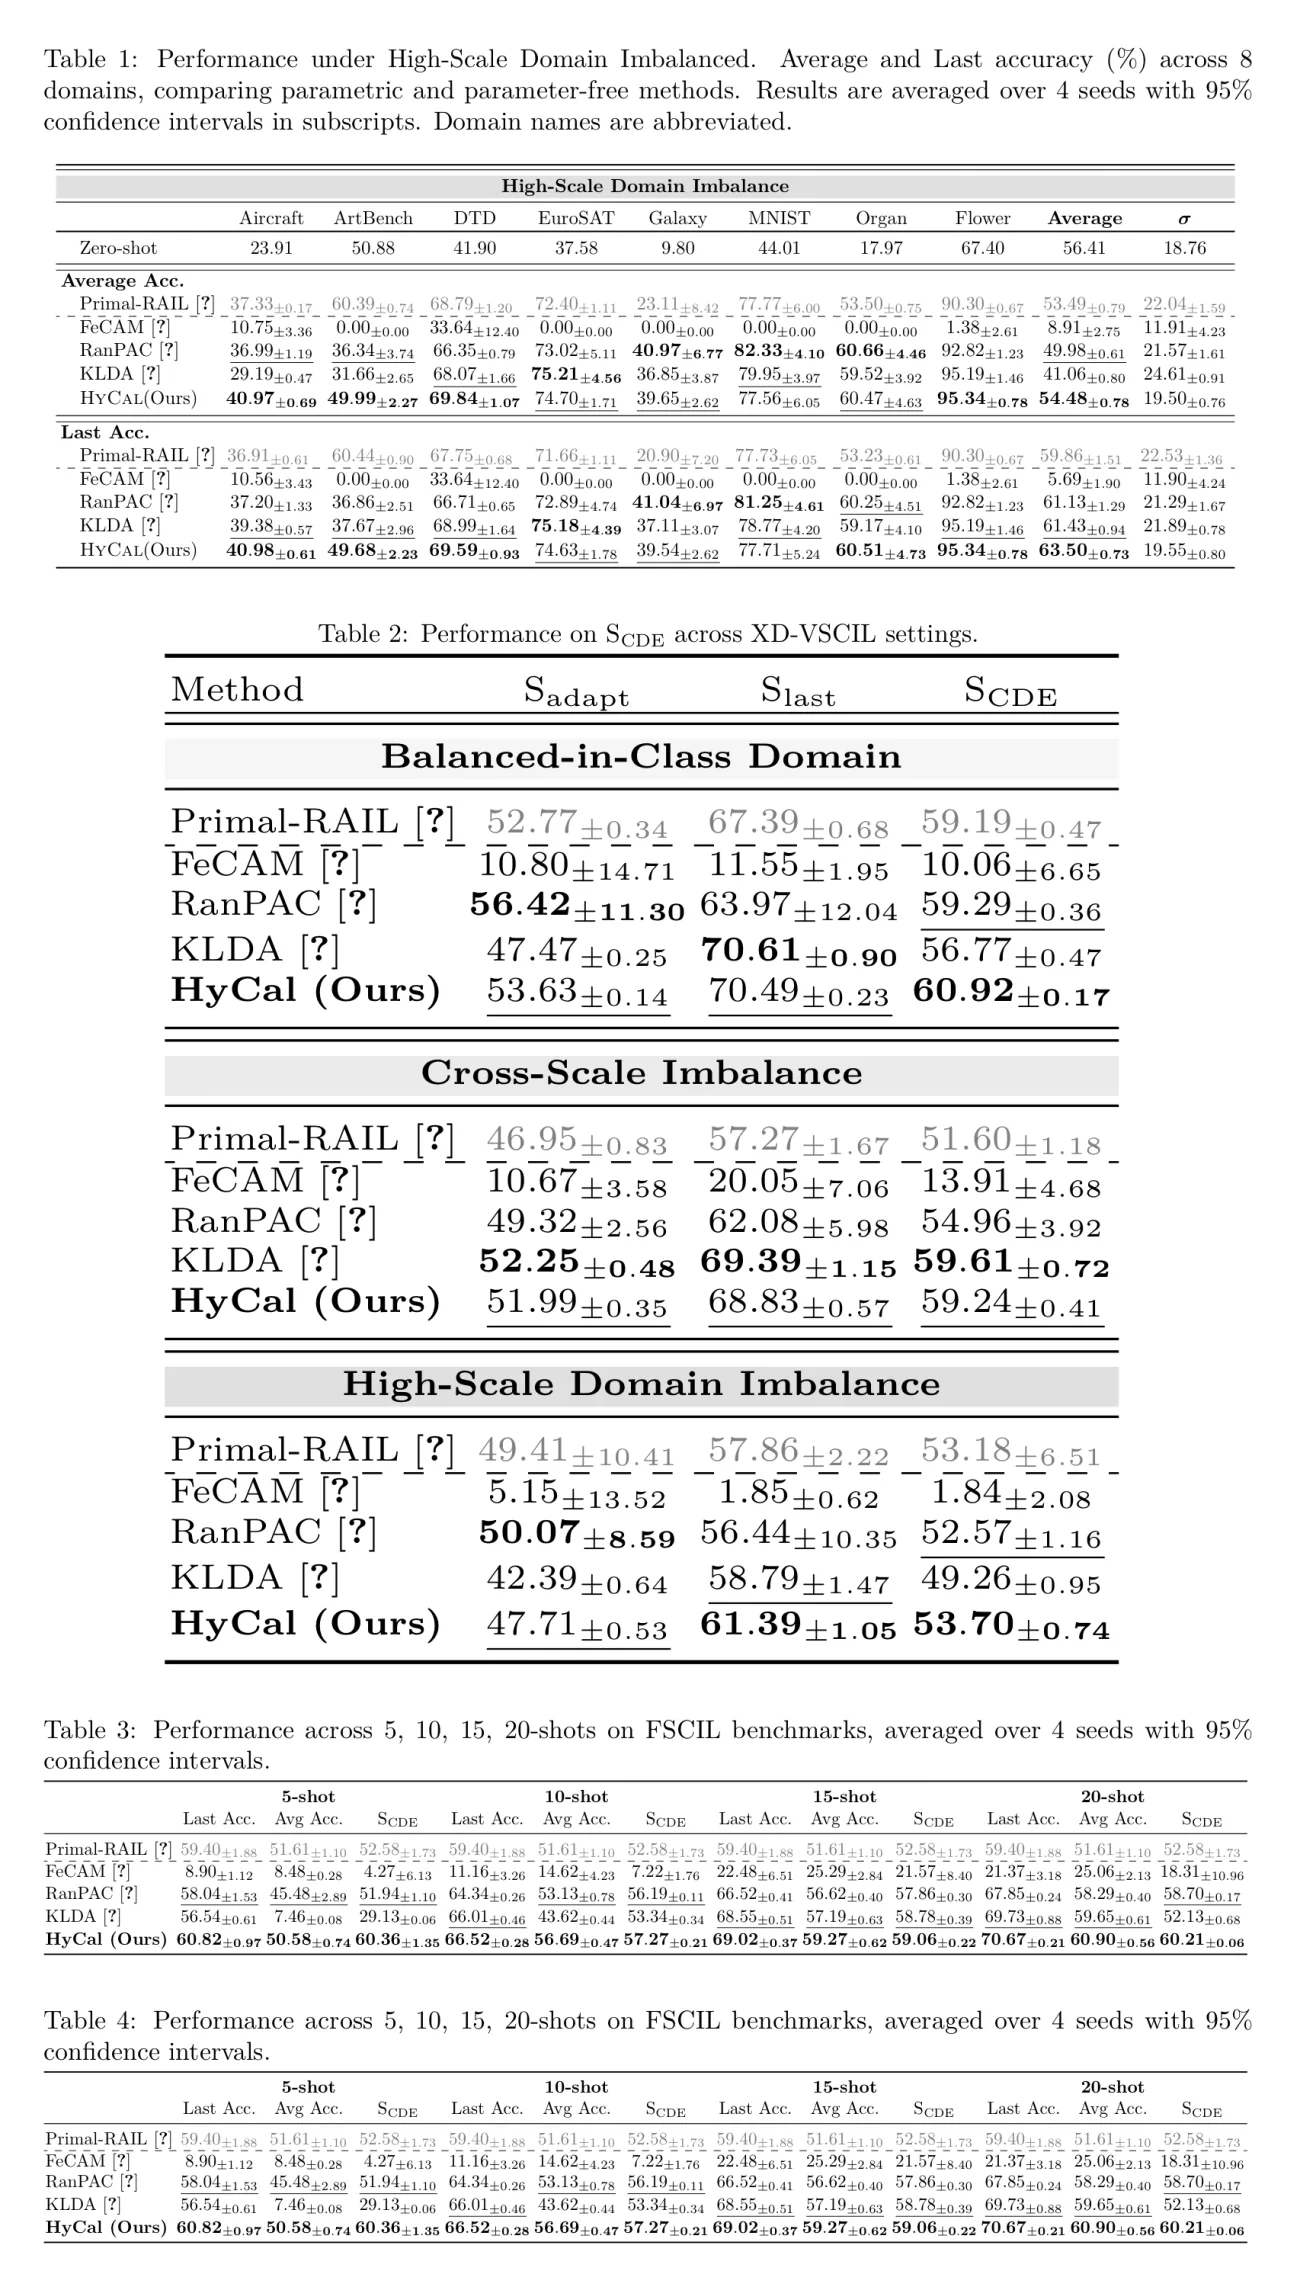 Table 1: Performance under High-Scale Domain Imbalanced. Average and Last accuracy (%) across 8
domains, comparing parametric and parameter-free methods. Results are averaged over 4 seeds with 95%
confidence intervals in subscripts. Domain names are abbreviated.
High-Scale Domain Imbalance
Aircraft ArtBench DTD EuroSAT Galaxy MNIST Organ Flower Average σ
Zero-shot 23.91 50.88 41.90 37.58 9.80 44.01 17.97 67.40 56.41 18.76
Average Acc.
Primal-RAIL [?] 37.33±0.17 60.39±0.74 68.79±1.20 72.40±1.11 23.11±8.42 77.77±6.00 53.50±0.75 90.30±0.67 53.49±0.79 22.04±1.59
FeCAM [?] 10.75±3.36 0.00±0.00 33.64±12.40 0.00±0.00 0.00±0.00 0.00±0.00 0.00±0.00 1.38±2.61 8.91±2.75 11.91±4.23
RanPAC [?] 36.99±1.19 36.34±3.74 66.35±0.79 73.02±5.11 40.97±6.77 82.33±4.10 60.66±4.46 92.82±1.23 49.98±0.61 21.57±1.61
KLDA [?] 29.19±0.47 31.66±2.65 68.07±1.66 75.21±4.56 36.85±3.87 79.95±3.97 59.52±3.92 95.19±1.46 41.06±0.80 24.61±0.91
HYCAL(Ours) 40.97±0.69 49.99±2.27 69.84±1.07 74.70±1.71 39.65±2.62 77.56±6.05 60.47±4.63 95.34±0.78 54.48±0.78 19.50±0.76
Last Acc.
Primal-RAIL [?] 36.91±0.61 60.44±0.90 67.75±0.68 71.66±1.11 20.90±7.20 77.73±6.05 53.23±0.61 90.30±0.67 59.86±1.51 22.53±1.36
FeCAM [?] 10.56±3.43 0.00±0.00 33.64±12.40 0.00±0.00 0.00±0.00 0.00±0.00 0.00±0.00 1.38±2.61 5.69±1.90 11.90±4.24
RanPAC [?] 37.20±1.33 36.86±2.51 66.71±0.65 72.89±4.74 41.04±6.97 81.25±4.61 60.25±4.51 92.82±1.23 61.13±1.29 21.29±1.67
KLDA [?] 39.38±0.57 37.67±2.96 68.99±1.64 75.18±4.39 37.11±3.07 78.77±4.20 59.17±4.10 95.19±1.46 61.43±0.94 21.89±0.78
HYCAL(Ours) 40.98±0.61 49.68±2.23 69.59±0.93 74.63±1.78 39.54±2.62 77.71±5.24 60.51±4.73 95.34±0.78 63.50±0.73 19.55±0.80
Table 2: Performance on SCDE across XD-VSCIL settings.
Method Sadapt Slast SCDE
Balanced-in-Class Domain
Primal-RAIL [?] 52.77±0.34 67.39±0.68 59.19±0.47
FeCAM [?] 10.80±14.71 11.55±1.95 10.06±6.65
RanPAC [?] 56.42±11.30 63.97±12.04 59.29±0.36
KLDA [?] 47.47±0.25 70.61±0.90 56.77±0.47
HyCal (Ours) 53.63±0.14 70.49±0.23 60.92±0.17
Cross-Scale Imbalance
Primal-RAIL [?] 46.95±0.83 57.27±1.67 51.60±1.18
FeCAM [?] 10.67±3.58 20.05±7.06 13.91±4.68
RanPAC [?] 49.32±2.56 62.08±5.98 54.96±3.92
KLDA [?] 52.25±0.48 69.39±1.15 59.61±0.72
HyCal (Ours) 51.99±0.35 68.83±0.57 59.24±0.41
High-Scale Domain Imbalance
Primal-RAIL [?] 49.41±10.41 57.86±2.22 53.18±6.51
FeCAM [?] 5.15±13.52 1.85±0.62 1.84±2.08
RanPAC [?] 50.07±8.59 56.44±10.35 52.57±1.16
KLDA [?] 42.39±0.64 58.79±1.47 49.26±0.95
HyCal (Ours) 47.71±0.53 61.39±1.05 53.70±0.74
Table 3: Performance across 5, 10, 15, 20-shots on FSCIL benchmarks, averaged over 4 seeds with 95%
confidence intervals.
5-shot 10-shot 15-shot 20-shot
Last Acc. Avg Acc. SCDE Last Acc. Avg Acc. SCDE Last Acc. Avg Acc. SCDE Last Acc. Avg Acc. SCDE
Primal-RAIL [?] 59.40±1.88 51.61±1.10 52.58±1.73 59.40±1.88 51.61±1.10 52.58±1.73 59.40±1.88 51.61±1.10 52.58±1.73 59.40±1.88 51.61±1.10 52.58±1.73
FeCAM [?] 8.90±1.12 8.48±0.28 4.27±6.13 11.16±3.26 14.62±4.23 7.22±1.76 22.48±6.51 25.29±2.84 21.57±8.40 21.37±3.18 25.06±2.13 18.31±10.96
RanPAC [?] 58.04±1.53 45.48±2.89 51.94±1.10 64.34±0.26 53.13±0.78 56.19±0.11 66.52±0.41 56.62±0.40 57.86±0.30 67.85±0.24 58.29±0.40 58.70±0.17
KLDA [?] 56.54±0.61 7.46±0.08 29.13±0.06 66.01±0.46 43.62±0.44 53.34±0.34 68.55±0.51 57.19±0.63 58.78±0.39 69.73±0.88 59.65±0.61 52.13±0.68
HyCal (Ours) 60.82±0.97 50.58±0.74 60.36±1.35 66.52±0.28 56.69±0.47 57.27±0.21 69.02±0.37 59.27±0.62 59.06±0.22 70.67±0.21 60.90±0.56 60.21±0.06
Table 4: Performance across 5, 10, 15, 20-shots on FSCIL benchmarks, averaged over 4 seeds with 95%
confidence intervals.
5-shot 10-shot 15-shot 20-shot
Last Acc. Avg Acc. SCDE Last Acc. Avg Acc. SCDE Last Acc. Avg Acc. SCDE Last Acc. Avg Acc. SCDE
Primal-RAIL [?] 59.40±1.88 51.61±1.10 52.58±1.73 59.40±1.88 51.61±1.10 52.58±1.73 59.40±1.88 51.61±1.10 52.58±1.73 59.40±1.88 51.61±1.10 52.58±1.73
FeCAM [?] 8.90±1.12 8.48±0.28 4.27±6.13 11.16±3.26 14.62±4.23 7.22±1.76 22.48±6.51 25.29±2.84 21.57±8.40 21.37±3.18 25.06±2.13 18.31±10.96
RanPAC [?] 58.04±1.53 45.48±2.89 51.94±1.10 64.34±0.26 53.13±0.78 56.19±0.11 66.52±0.41 56.62±0.40 57.86±0.30 67.85±0.24 58.29±0.40 58.70±0.17
KLDA [?] 56.54±0.61 7.46±0.08 29.13±0.06 66.01±0.46 43.62±0.44 53.34±0.34 68.55±0.51 57.19±0.63 58.78±0.39 69.73±0.88 59.65±0.61 52.13±0.68
HyCal (Ours) 60.82±0.97 50.58±0.74 60.36±1.35 66.52±0.28 56.69±0.47 57.27±0.21 69.02±0.37 59.27±0.62 59.06±0.22 70.67±0.21 60.90±0.56 60.21±0.06